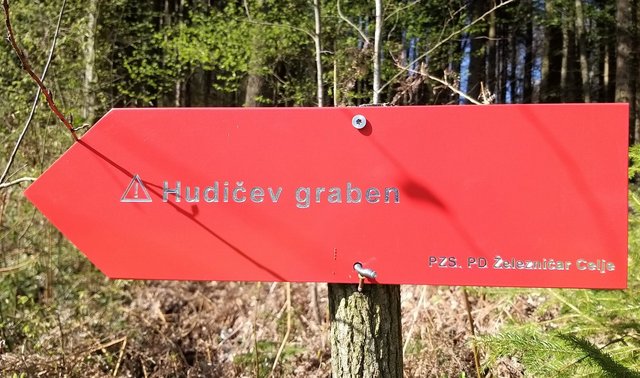 Hudičev graben
PZS, PD Železničar Celje